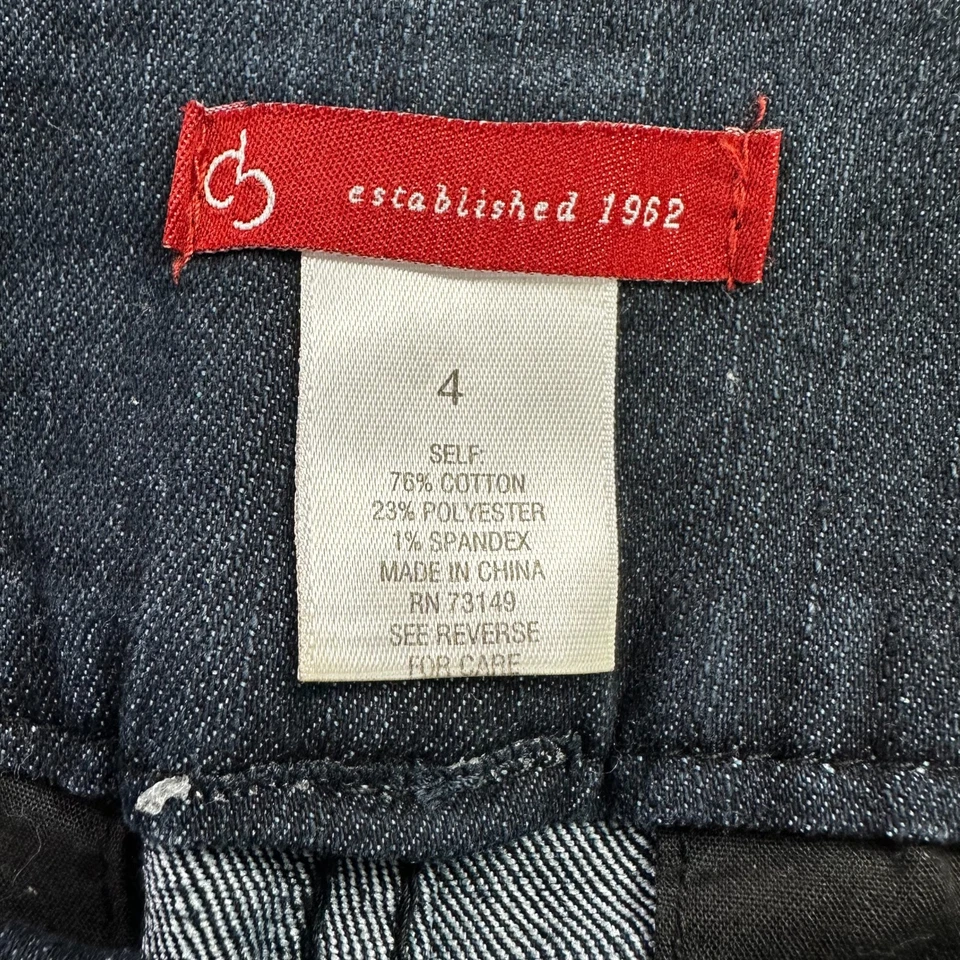 cb established 1962
4
SELF:
76% COTTON
23% POLYESTER
1% SPANDEX
MADE IN CHINA
RN 73149
SEE REVERSE
FOR CARE